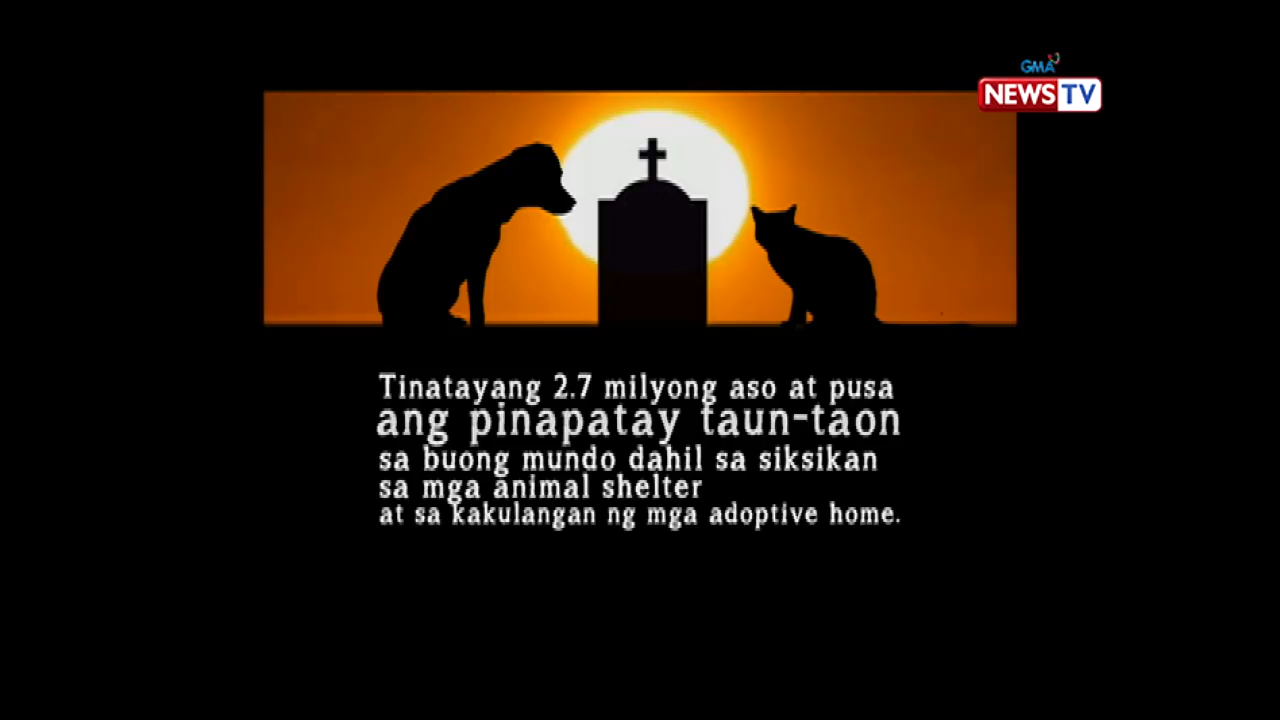 GMA
NEWS TV
Tinatayang 2.7 milyong aso at pusa
ang pinapatay taun-taon
sa buong mundo dahil sa siksikan
sa mga animal shelter
at sa kakulangan ng mga adoptive home.